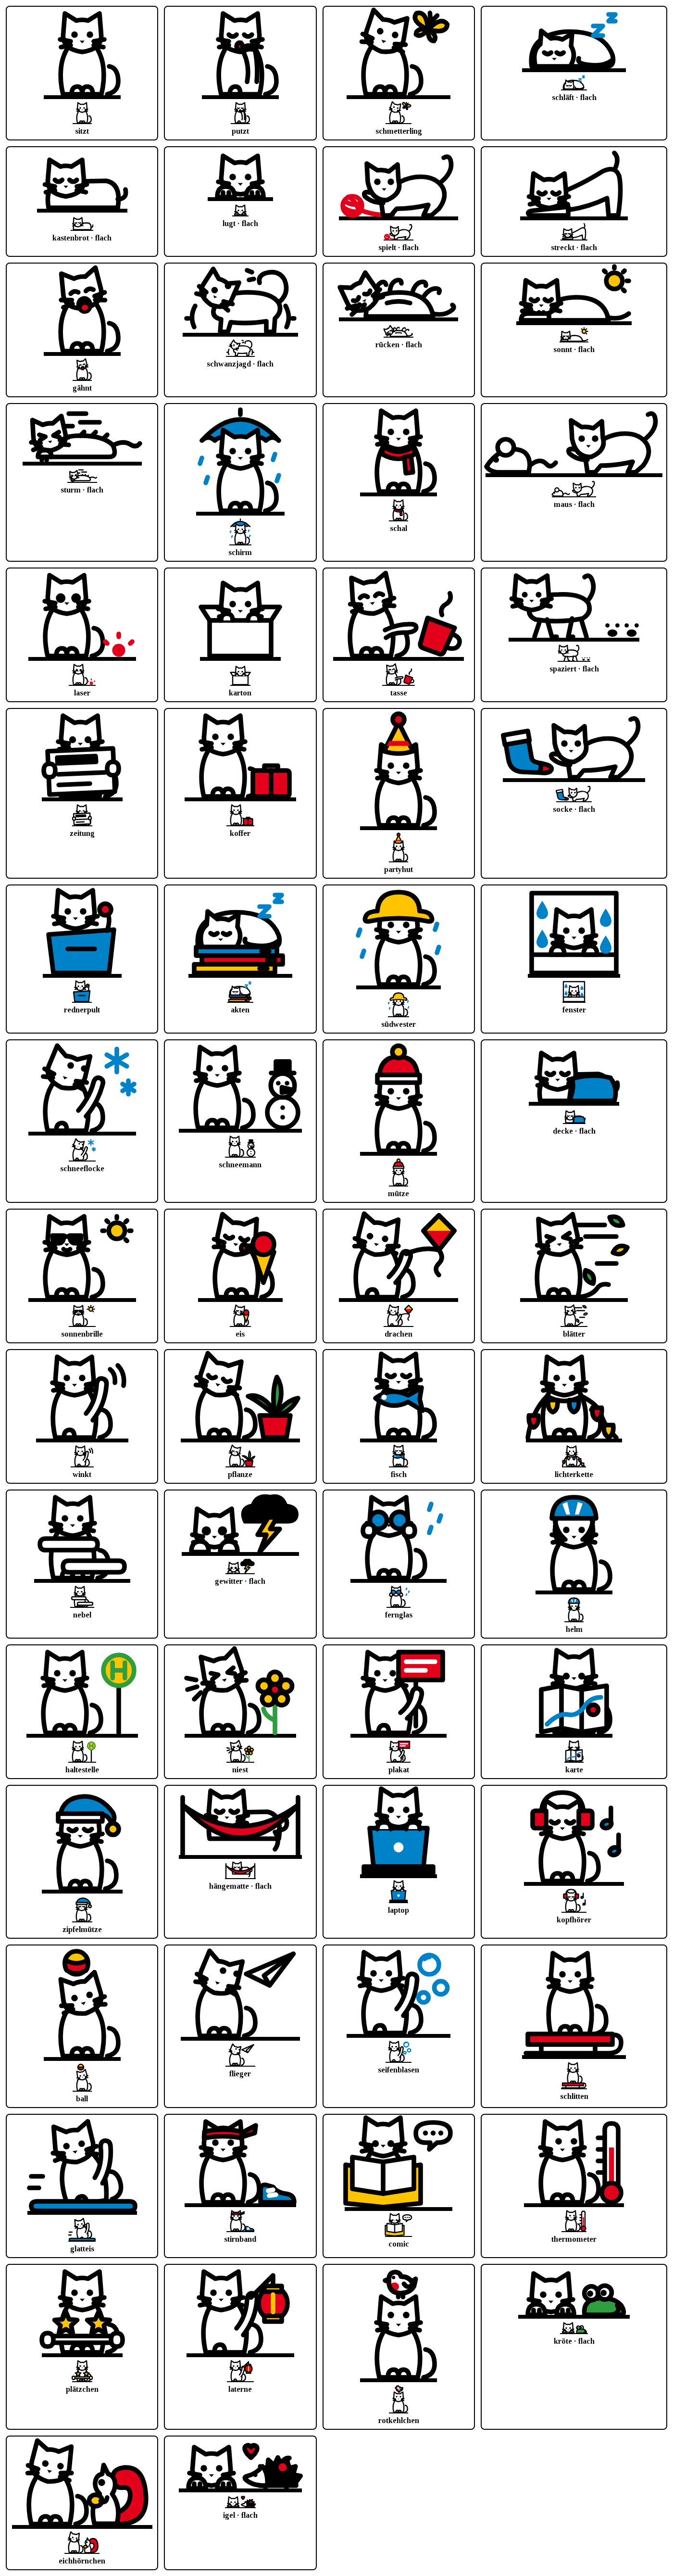 sitzt
putzt
schmetterling
Z Z
schläft · flach
kastenbrot · flach
lugt · flach
spielt · flach
streckt · flach
gähnt
schwanzjagd · flach
rücken · flach
sonnt · flach
sturm · flach
schirm
schal
maus · flach
laser
karton
tasse
spaziert · flach
zeitung
koffer
partyhut
socke · flach
rednerpult
Z Z
akten
südwester
fenster
schneeflocke
schneemann
mütze
decke · flach
sonnenbrille
eis
drachen
blätter
winkt
pflanze
fisch
lichterkette
nebel
gewitter · flach
fernglas
helm
H
haltestelle
niest
plakat
karte
zipfelmütze
hängematte · flach
laptop
kopfhörer
ball
flieger
seifenblasen
schlitten
glatteis
stirnband
comic
thermometer
plätzchen
laterne
rotkehlchen
kröte · flach
eichhörnchen
igel · flach